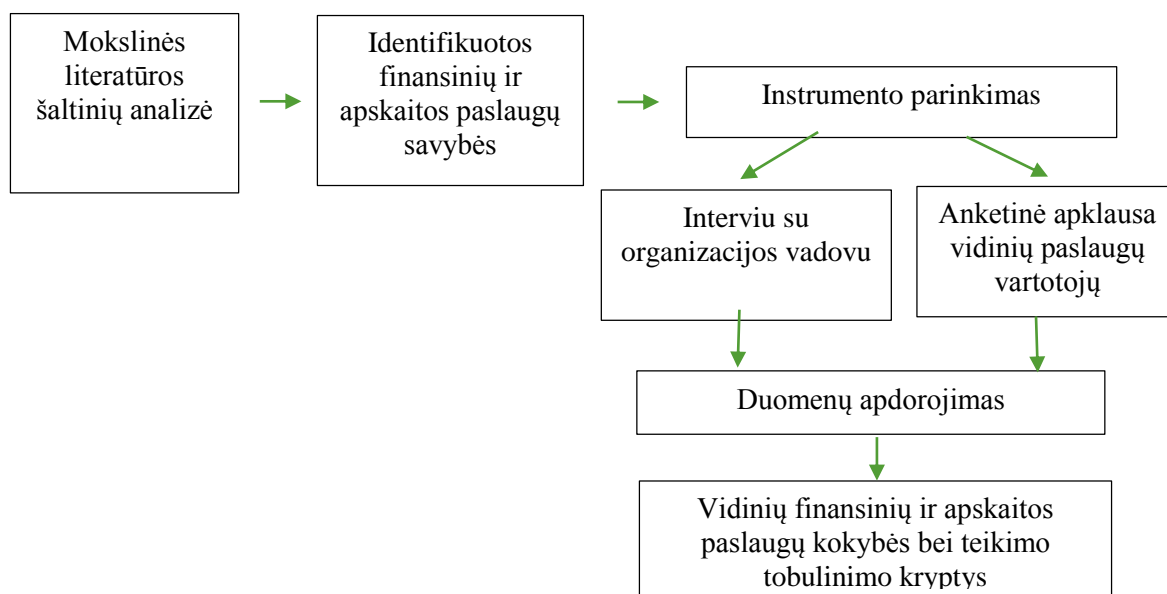 Mokslinės
literatūros
šaltinių analizė
Identifikuotos
finansinių ir
apskaitos paslaugų
savybės
Instrumento parinkimas
Interviu su
organizacijos vadovu
Anketinė apklausa
vidinių paslaugų
vartotojų
Duomenų apdorojimas
Vidinių finansinių ir apskaitos
paslaugų kokybės bei teikimo
tobulinimo kryptys